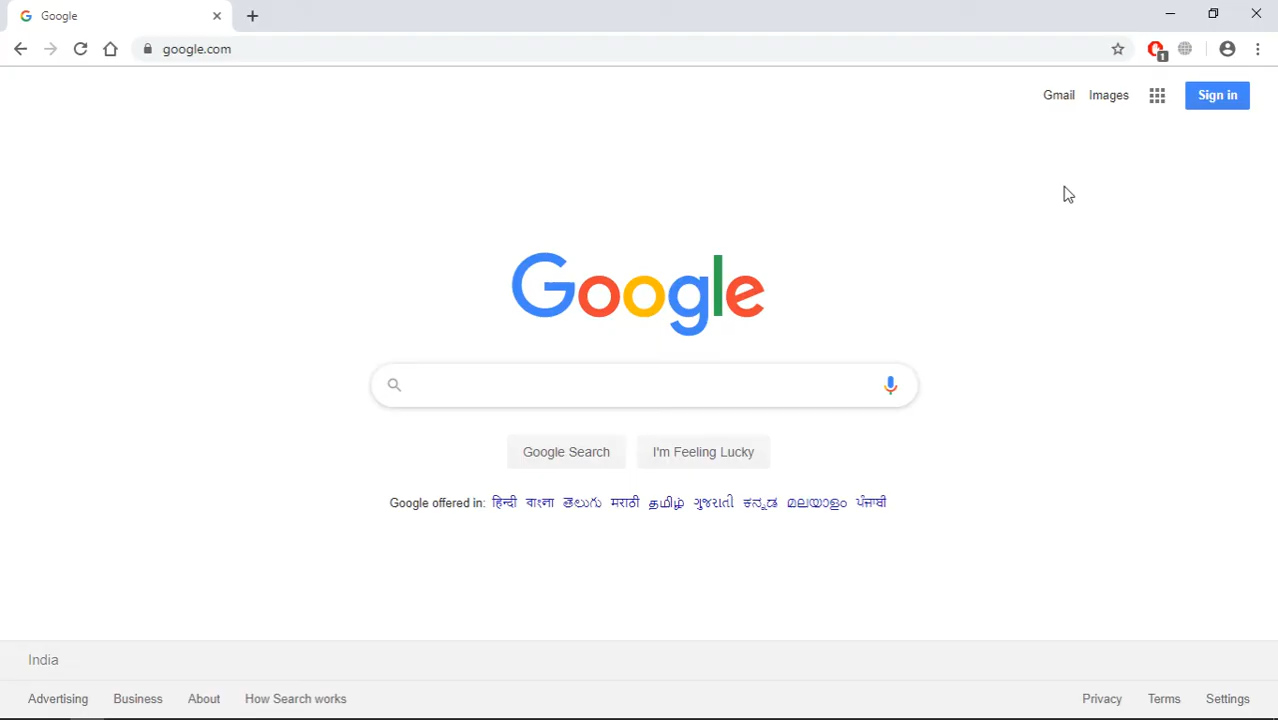 Google
google.com
1
Gmail Images Sign in
Google
Google Search I'm Feeling Lucky
Google offered in: हिन्दी বাংলা తెలుగు मराठी தமிழ் ગુજરાતી ಕನ್ನಡ മലയാളം ਪੰਜਾਬੀ
India
Advertising Business About How Search works Privacy Terms Settings